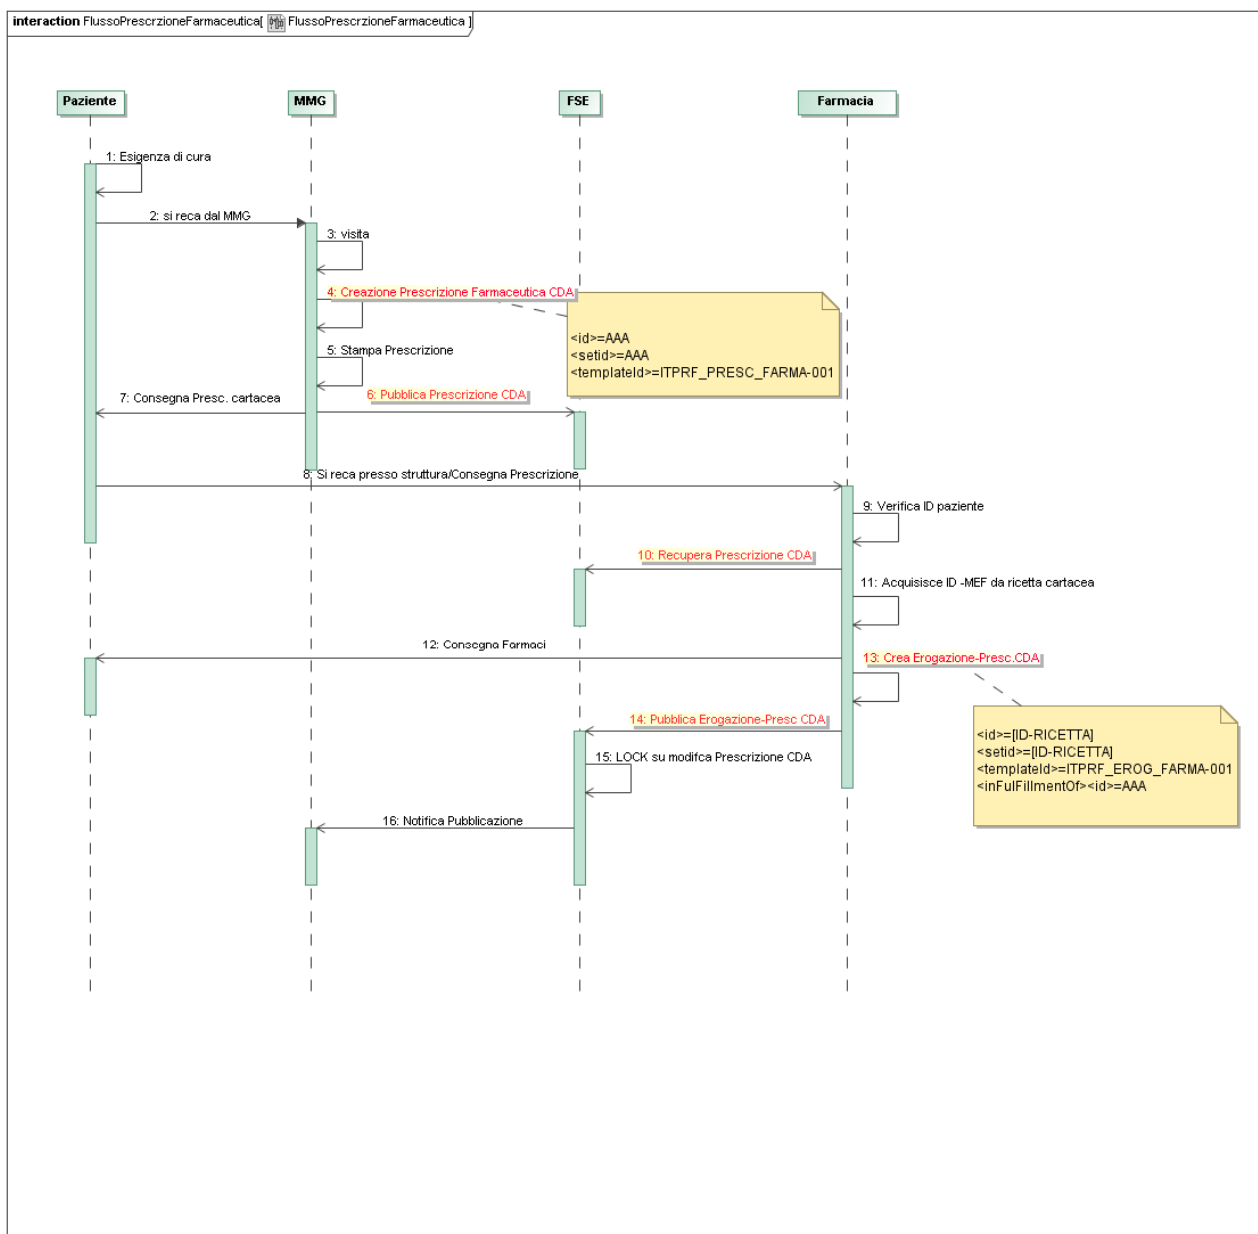 interaction FlussoPrescrzioneFarmaceutica[ FlussoPrescrzioneFarmaceutica ]
Paziente
MMG
FSE
Farmacia
1: Esigenza di cura
2: si reca dal MMG
3: visita
4: Creazione Prescrizione Farmaceutica CDA
<id>=AAA
<setid>=AAA
<templateId>=ITPRF_PRESC_FARMA-001
5: Stampa Prescrizione
6: Pubblica Prescrizione CDA
7: Consegna Presc. cartacea
8: Si reca presso struttura/Consegna Prescrizione
9: Verifica ID paziente
10: Recupera Prescrizione CDA
11: Acquisisce ID -MEF da ricetta cartacea
12: Consegna Farmaci
13: Crea Erogazione-Presc.CDA
14: Pubblica Erogazione-Presc CDA
<id>=[ID-RICETTA]
<setid>=[ID-RICETTA]
<templateId>=ITPRF_EROG_FARMA-001
<inFulFillmentOf><id>=AAA
15: LOCK su modifca Prescrizione CDA
16: Notifica Pubblicazione